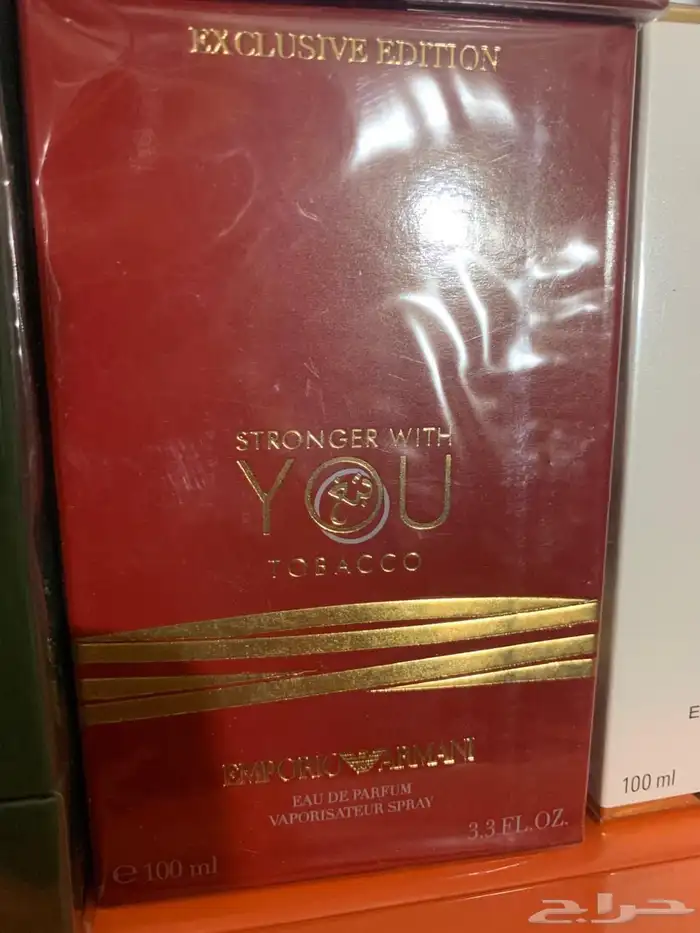 EXCLUSIVE EDITION
STRONGER WITH
YOU
TOBACCO
EMPORIO ARMANI
EAU DE PARFUM
VAPORISATEUR SPRAY
3.3 FL.OZ.
e 100 ml
E
100 ml
حراج